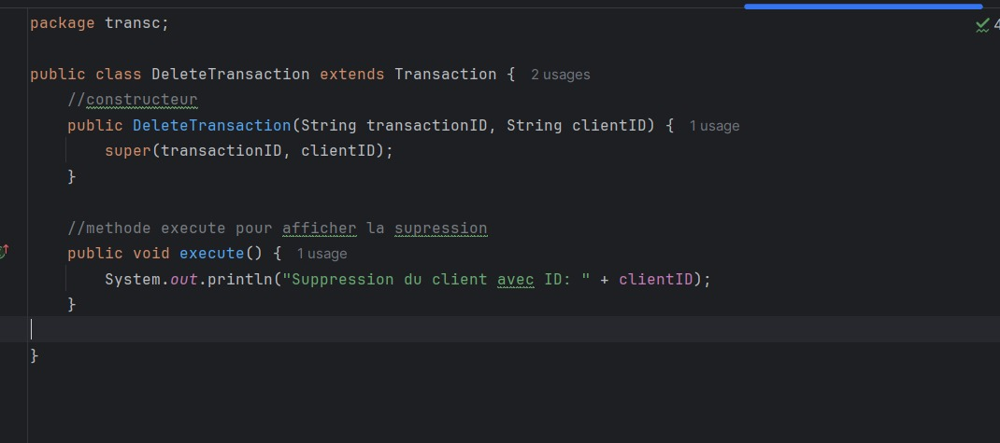 package transc;
public class DeleteTransaction extends Transaction { 2 usages
//constructeur
public DeleteTransaction(String transactionID, String clientID) { 1 usage
super(transactionID, clientID);
}
//methode execute pour afficher la supression
public void execute() { 1 usage
System.out.println("Suppression du client avec ID: " + clientID);
}
}